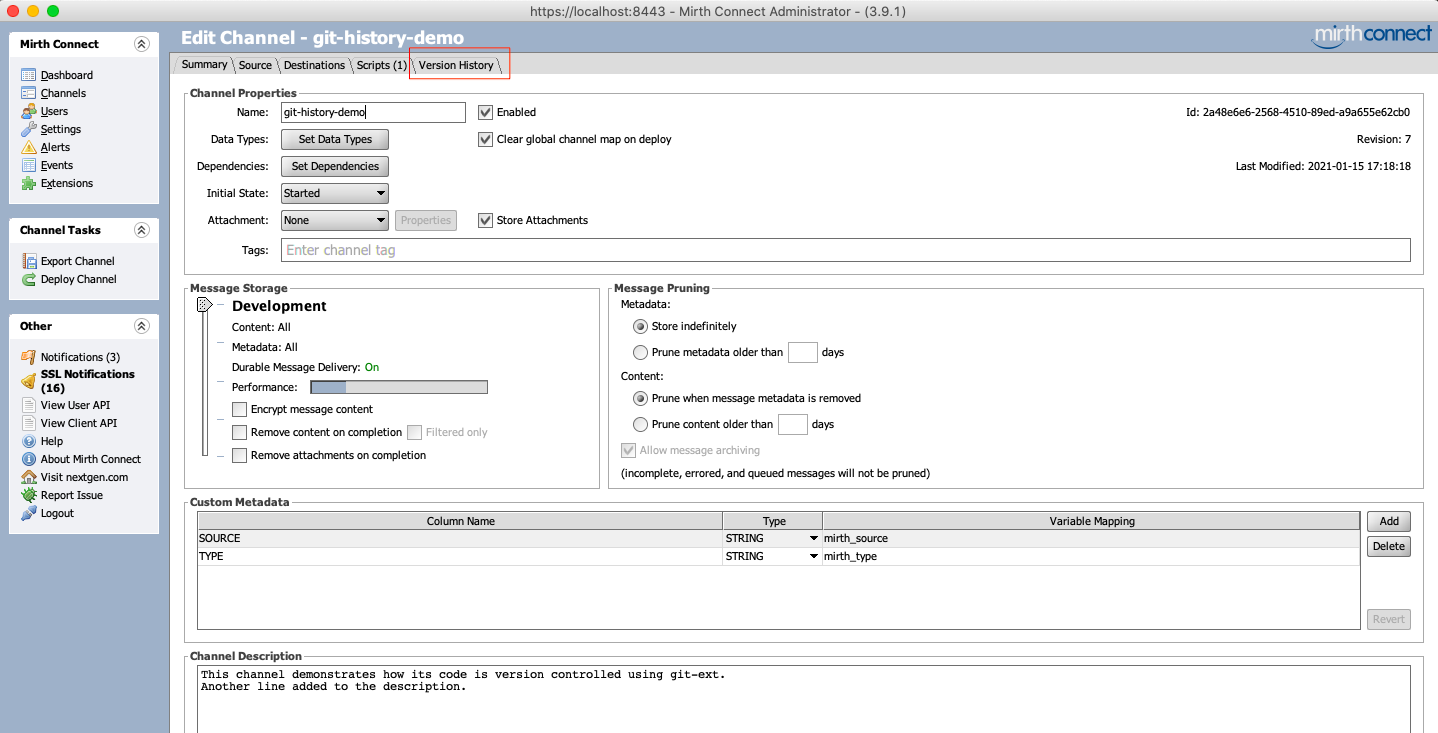 https://localhost:8443 - Mirth Connect Administrator - (3.9.1)
Mirth Connect
Dashboard
Channels
Users
Settings
Alerts
Events
Extensions
Channel Tasks
Export Channel
Deploy Channel
Other
Notifications (3)
SSL Notifications
(16)
View User API
View Client API
Help
About Mirth Connect
Visit nextgen.com
Report Issue
Logout
Edit Channel - git-history-demo
mirthconnect
Summary Source Destinations Scripts (1) Version History
Channel Properties
Name: git-history-demo Enabled Id: 2a48e6e6-2568-4510-89ed-a9a655e62cb0
Data Types: Set Data Types Clear global channel map on deploy Revision: 7
Dependencies: Set Dependencies Last Modified: 2021-01-15 17:18:18
Initial State: Started
Attachment: None Properties Store Attachments
Tags: Enter channel tag
Message Storage
Development
Content: All
Metadata: All
Durable Message Delivery: On
Performance:
Encrypt message content
Remove content on completion Filtered only
Remove attachments on completion
Message Pruning
Metadata:
Store indefinitely
Prune metadata older than days
Content:
Prune when message metadata is removed
Prune content older than days
Allow message archiving
(incomplete, errored, and queued messages will not be pruned)
Custom Metadata
Column Name Type Variable Mapping
SOURCE STRING mirth_source
TYPE STRING mirth_type
Add
Delete
Revert
Channel Description
This channel demonstrates how its code is version controlled using git-ext.
Another line added to the description.